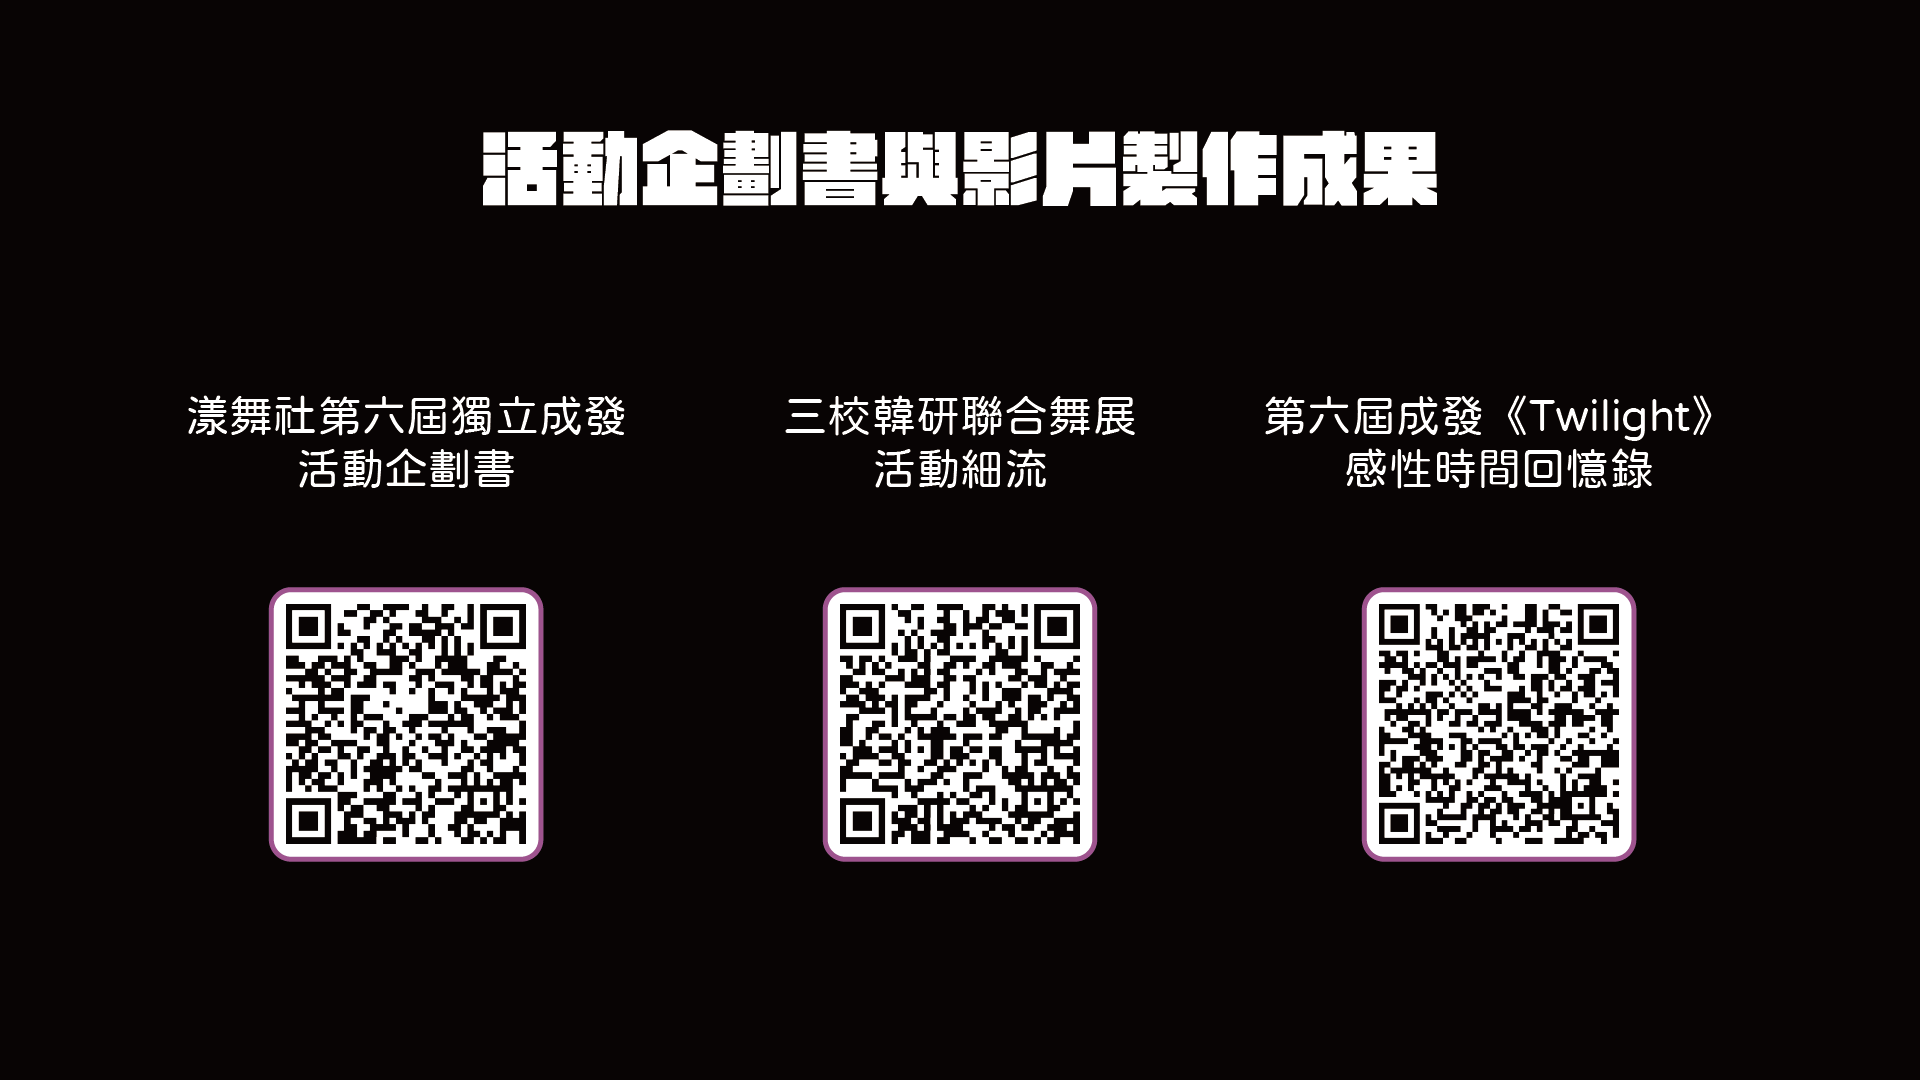 活動企劃書與影片製作成果
漾舞社第六屆獨立成發
活動企劃書
三校韓研聯合舞展
活動細流
第六屆成發《Twilight》
感性時間回憶錄